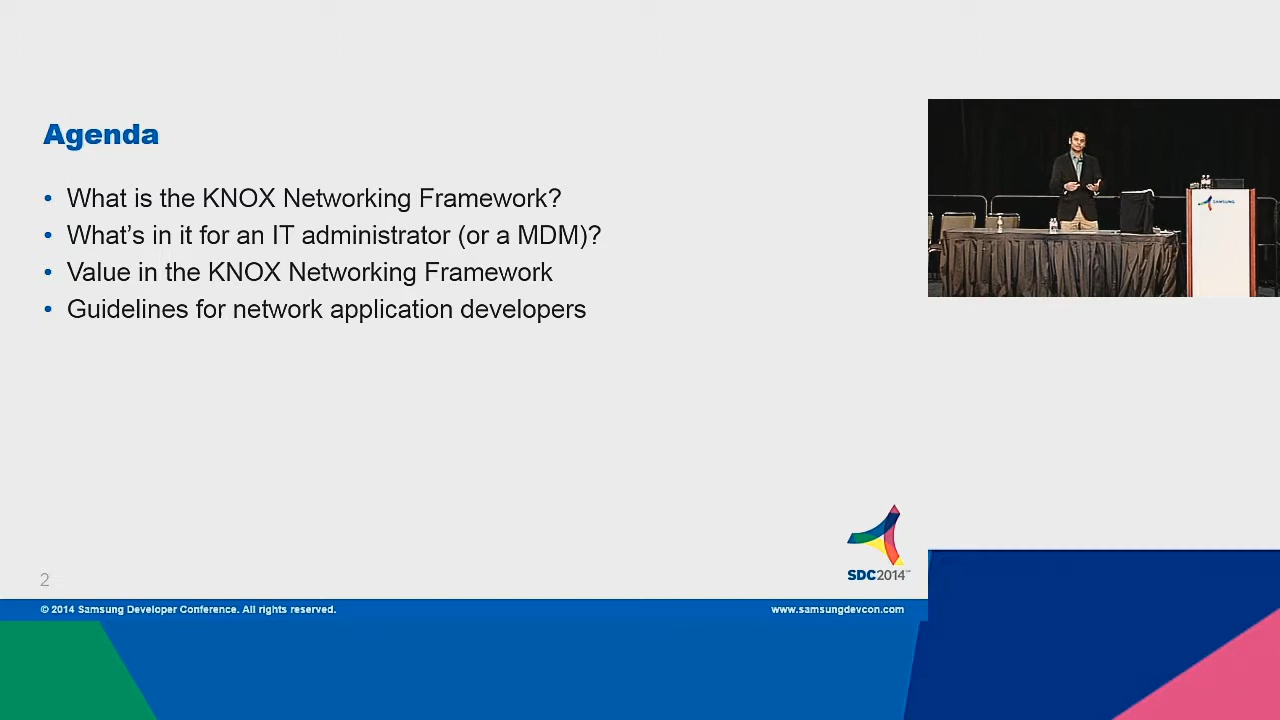 Agenda
• What is the KNOX Networking Framework?
• What's in it for an IT administrator (or a MDM)?
• Value in the KNOX Networking Framework
• Guidelines for network application developers
SAMSUNG
SDC2014™
2
© 2014 Samsung Developer Conference. All rights reserved.
www.samsungdevcon.com